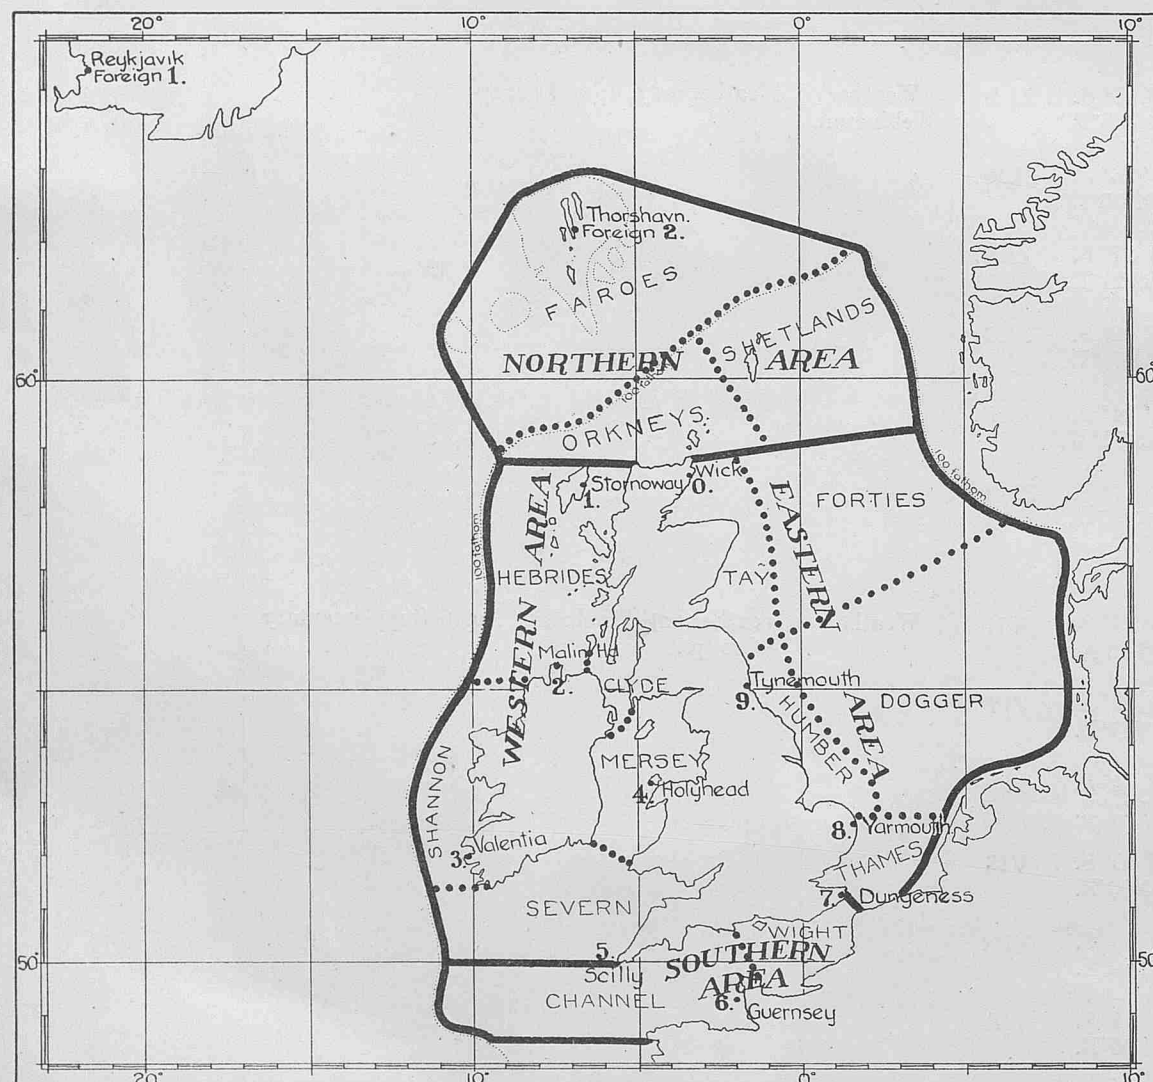 20° 10° 0° 10°
Reykjavik
Foreign 1.
Thorshavn.
Foreign 2.
FAROES
SHETLANDS
NORTHERN AREA
60° 60°
100 fathom
ORKNEYS
Wick
0.
Stornoway
1.
100 fathom
FORTIES
100 fathom
WESTERN AREA
EASTERN AREA
HEBRIDES
TAY
Malin Hd
2.
CLYDE
Tynemouth
9.
DOGGER
HUMBER
MERSEY
4. Holyhead
SHANNON
Valentia
3.
8. Yarmouth
THAMES
7. Dungeness
SEVERN
WIGHT
5.
Scilly
SOUTHERN
AREA
50° 50°
CHANNEL
6.
Guernsey
20° 10° 0° 10°